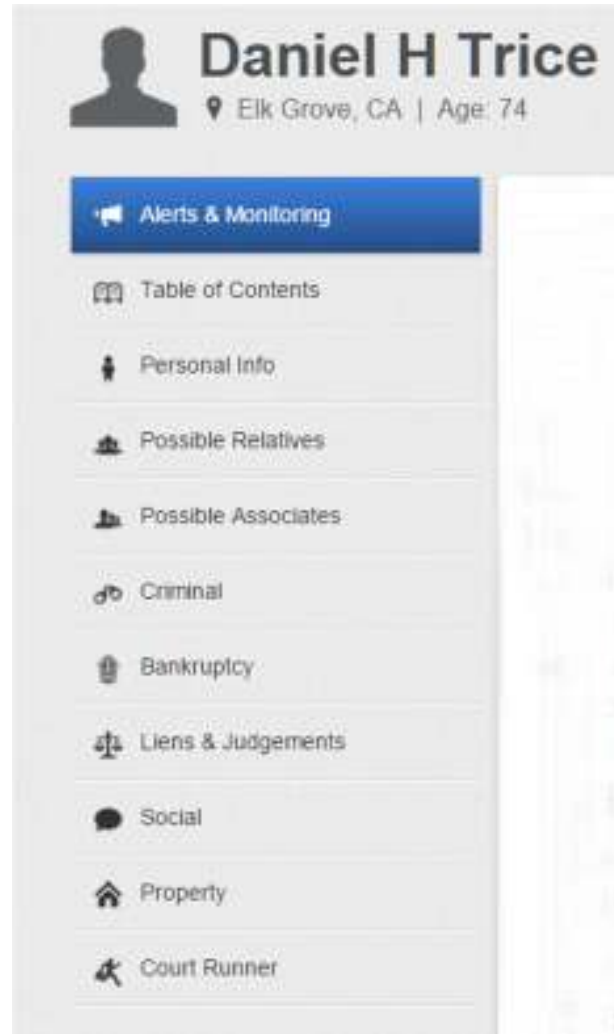 Daniel H Trice
Elk Grove, CA | Age: 74
Alerts & Monitoring
Table of Contents
Personal Info
Possible Relatives
Possible Associates
Criminal
Bankruptcy
Liens & Judgements
Social
Property
Court Runner